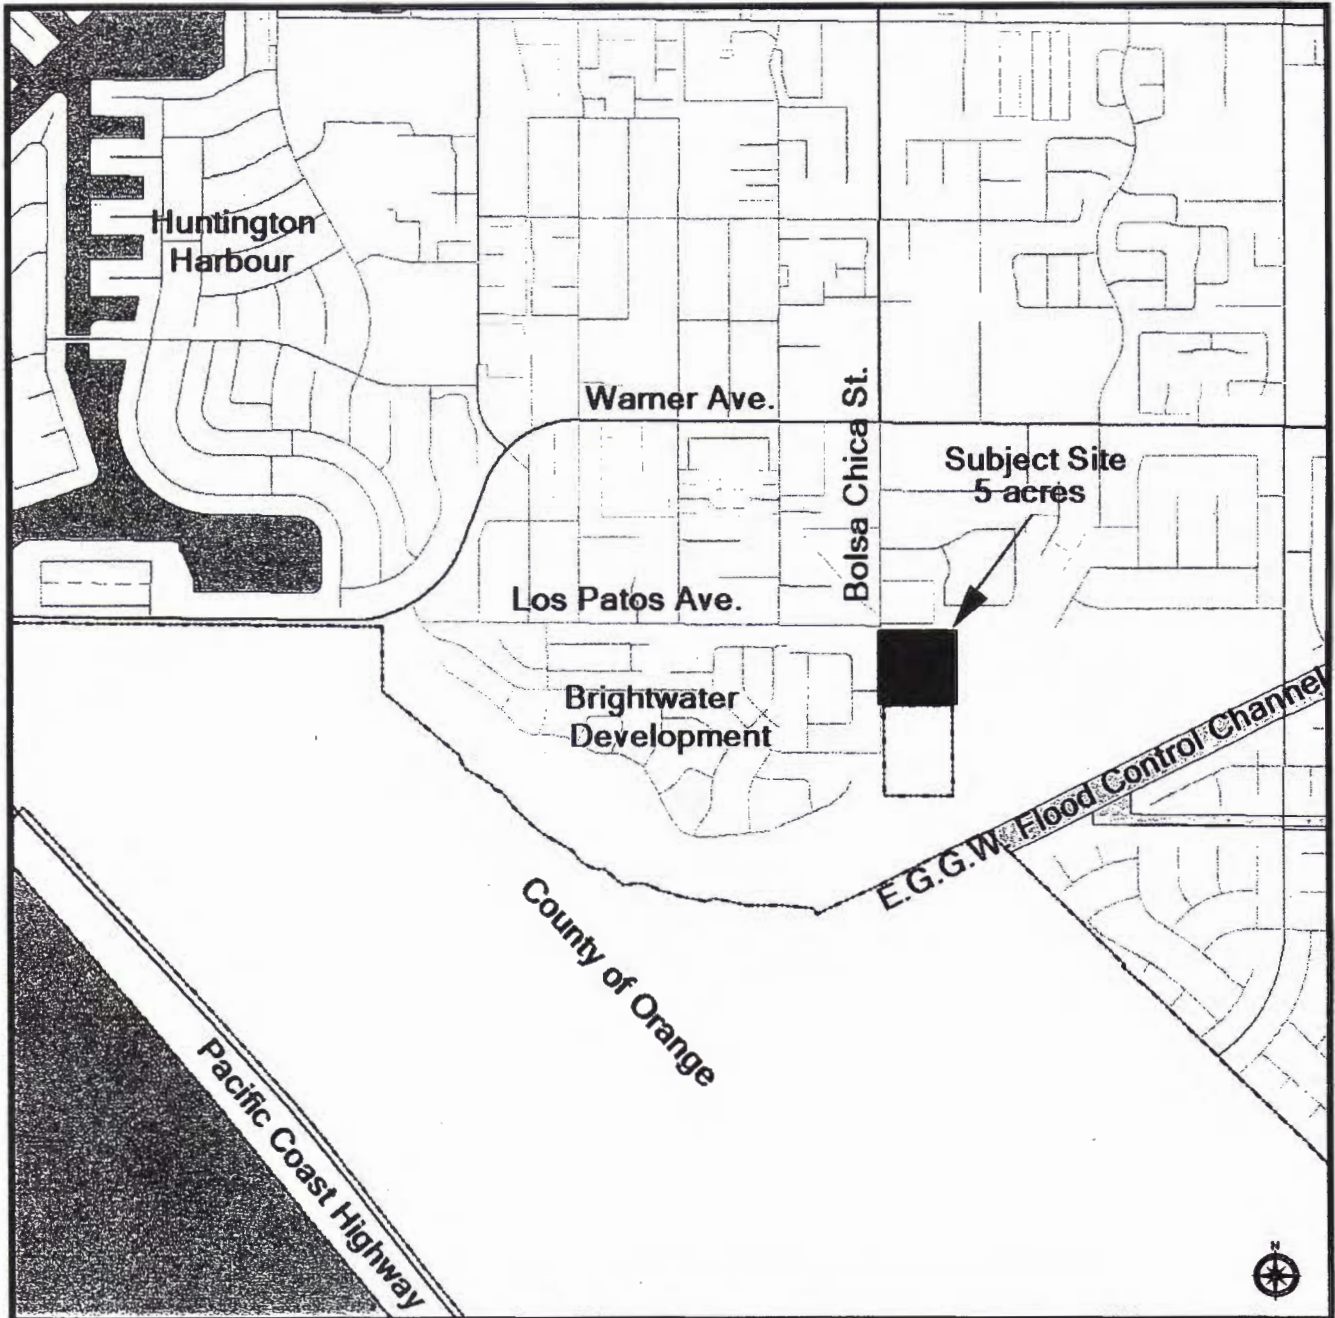 Huntington
Harbour
Warner Ave.
Bolsa Chica St.
Subject Site
5 acres
Los Patos Ave.
Brightwater
Development
E.G.G.W. Flood Control Channel
County of Orange
Pacific Coast Highway
N